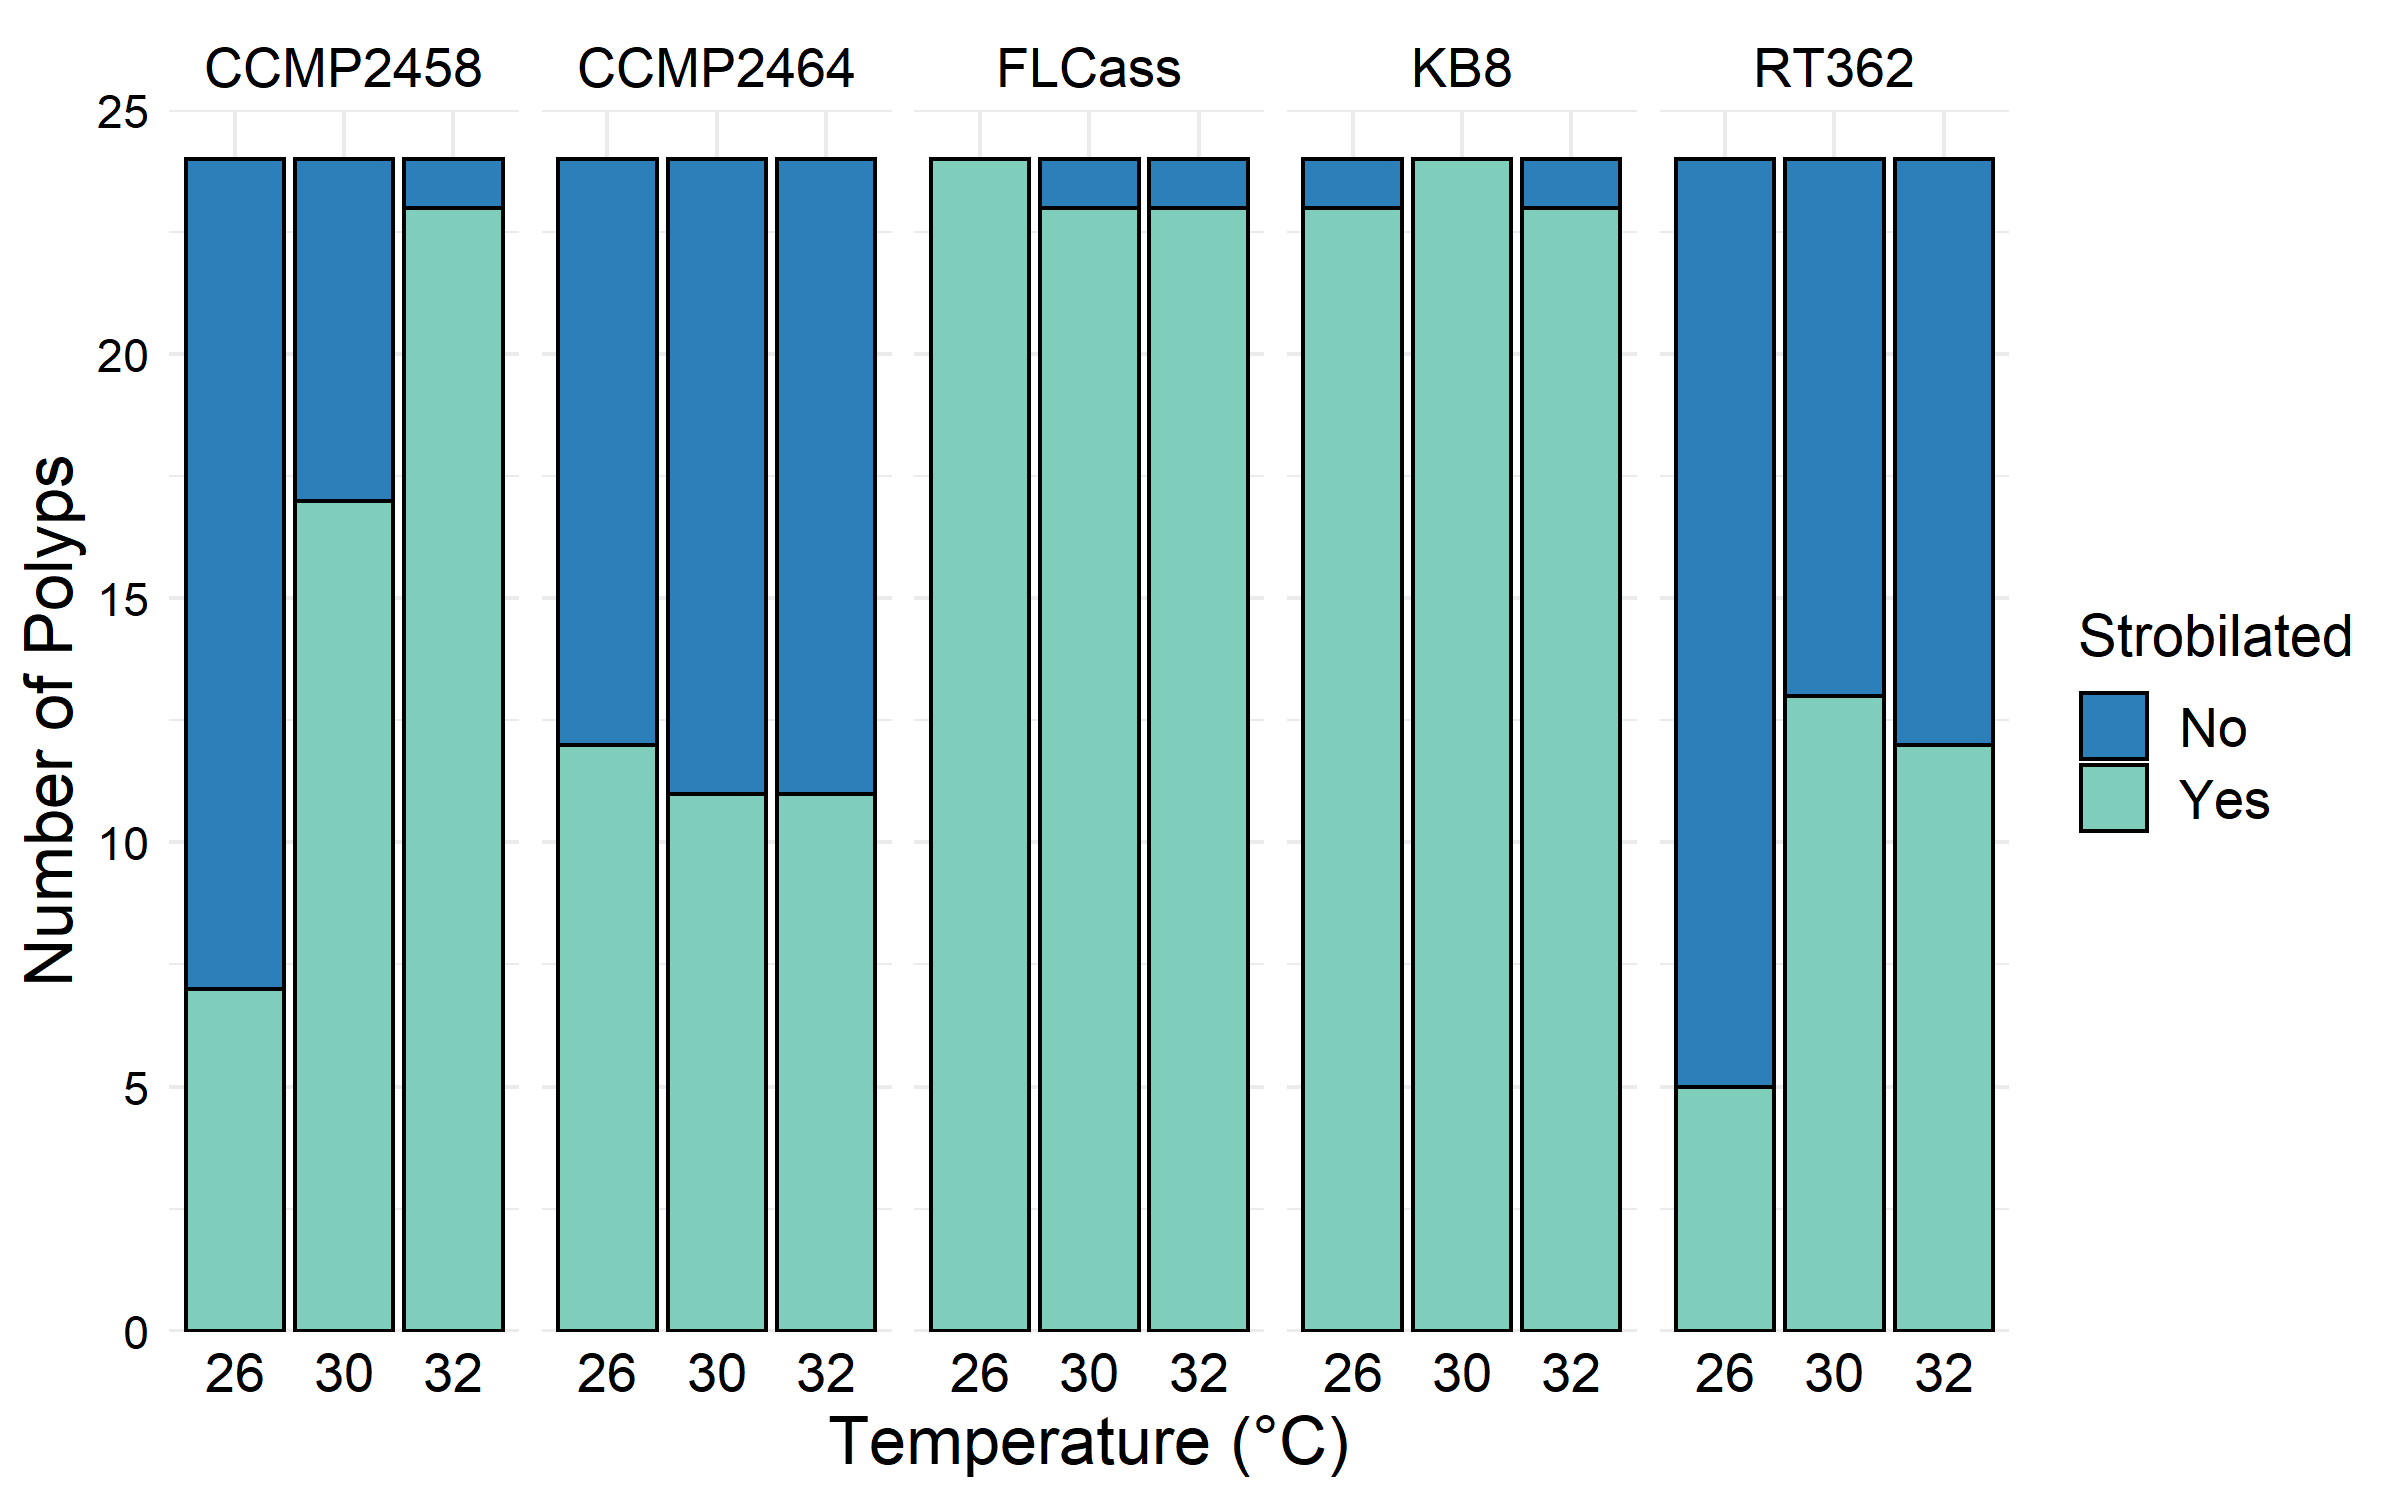 CCMP2458 CCMP2464 FLCass KB8 RT362
25
20
15
10
5
0
Number of Polyps
26 30 32 26 30 32 26 30 32 26 30 32 26 30 32
Temperature (°C)
Strobilated
No
Yes